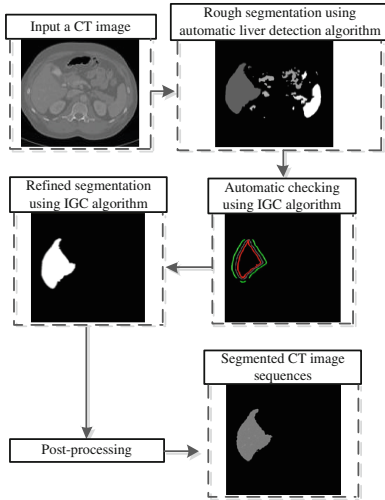 Input a CT image
Rough segmentation using
automatic liver detection algorithm
Refined segmentation
using IGC algorithm
Automatic checking
using IGC algorithm
Segmented CT image
sequences
Post-processing